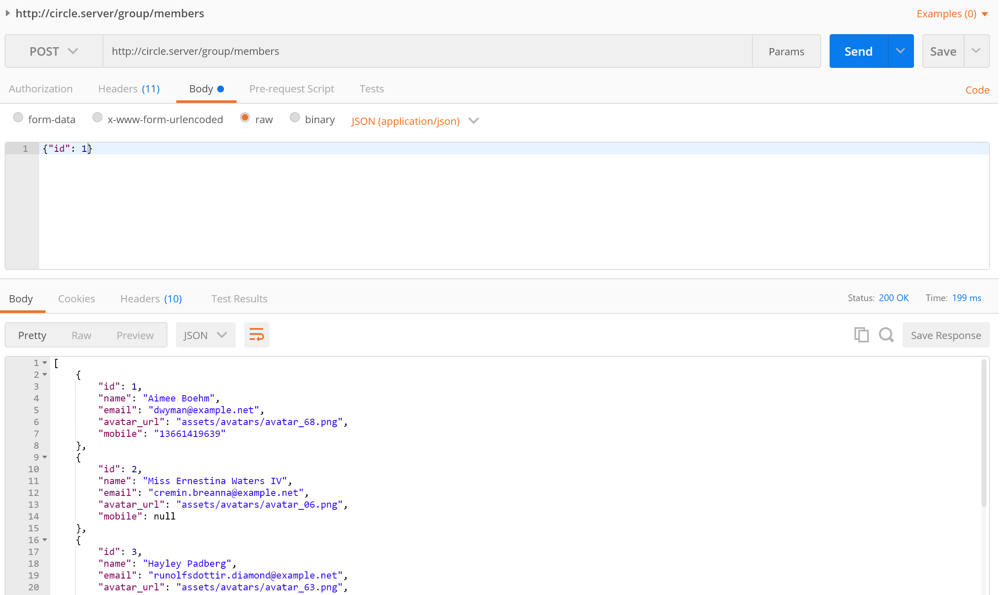 http://circle.server/group/members Examples (0)
POST http://circle.server/group/members Params Send Save
Authorization Headers (11) Body Pre-request Script Tests Code
form-data x-www-form-urlencoded raw binary JSON (application/json)
1 {"id": 1}
Body Cookies Headers (10) Test Results Status: 200 OK Time: 199 ms
Pretty Raw Preview JSON Save Response
1 [
2 {
3 "id": 1,
4 "name": "Aimee Boehm",
5 "email": "dwyman@example.net",
6 "avatar_url": "assets/avatars/avatar_68.png",
7 "mobile": "13661419639"
8 },
9 {
10 "id": 2,
11 "name": "Miss Ernestina Waters IV",
12 "email": "cremin.breanna@example.net",
13 "avatar_url": "assets/avatars/avatar_06.png",
14 "mobile": null
15 },
16 {
17 "id": 3,
18 "name": "Hayley Padberg",
19 "email": "runolfsdottir.diamond@example.net",
20 "avatar_url": "assets/avatars/avatar_63.png",